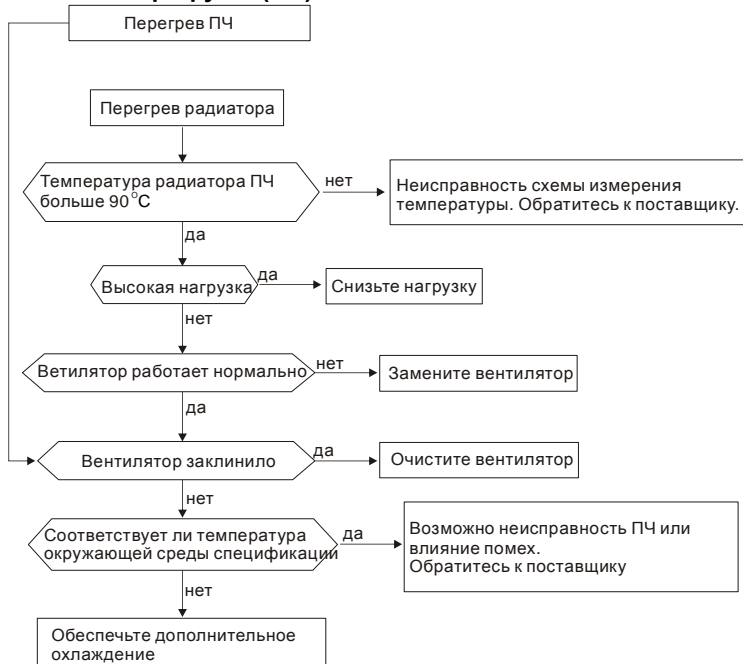 Перегрев ПЧ
Перегрев радиатора
Температура радиатора ПЧ
больше 90°C
нет
Неисправность схемы измерения
температуры. Обратитесь к поставщику.
да
Высокая нагрузка
да
Снизьте нагрузку
нет
Ветилятор работает нормально
нет
Замените вентилятор
да
Вентилятор заклинило
да
Очистите вентилятор
нет
Соответствует ли температура
окружающей среды спецификации
да
Возможно неисправность ПЧ или
влияние помех.
Обратитесь к поставщику
нет
Обеспечьте дополнительное
охлаждение